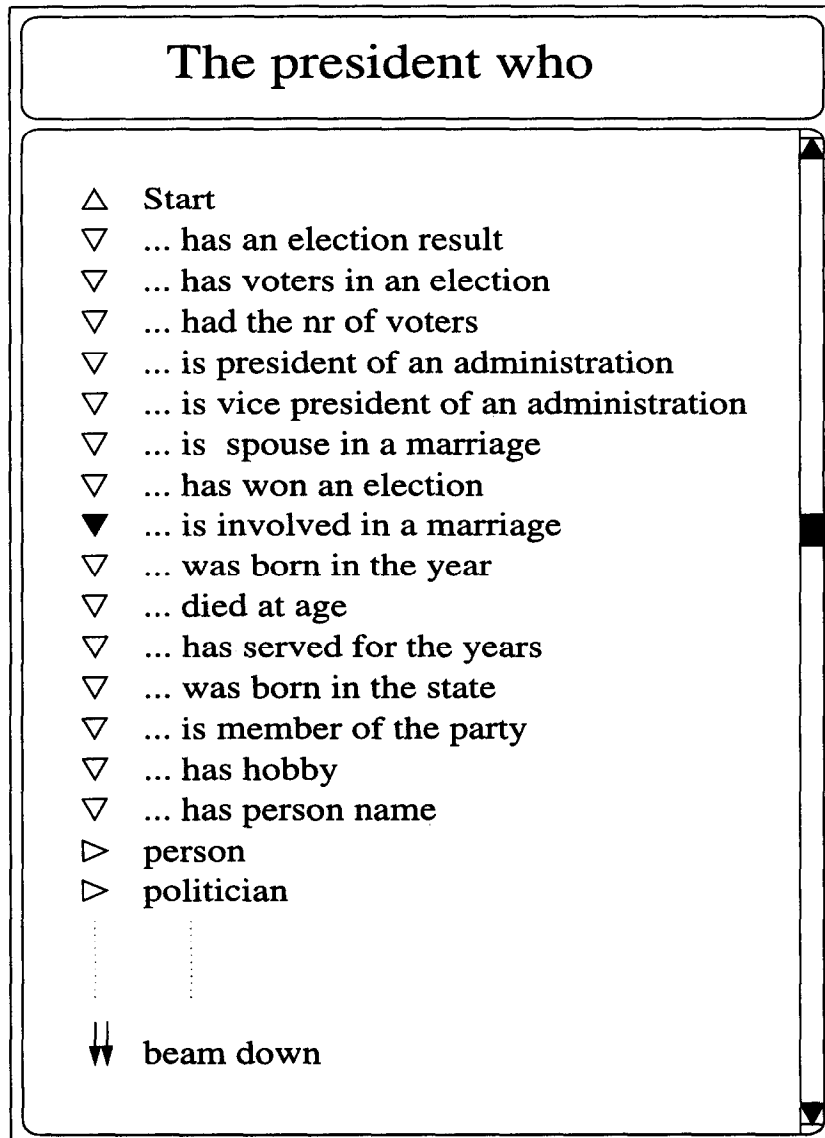 The president who
Start
... has an election result
... has voters in an election
... had the nr of voters
... is president of an administration
... is vice president of an administration
... is spouse in a marriage
... has won an election
... is involved in a marriage
... was born in the year
... died at age
... has served for the years
... was born in the state
... is member of the party
... has hobby
... has person name
person
politician
beam down